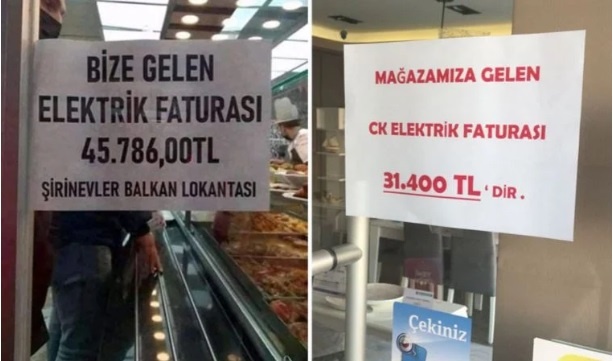 BİZE GELEN
ELEKTRİK FATURASI
45.786,00TL
ŞİRİNEVLER BALKAN LOKANTASI
MAĞAZAMIZA GELEN
CK ELEKTRİK FATURASI
31.400 TL 'DİR.
Çekiniz